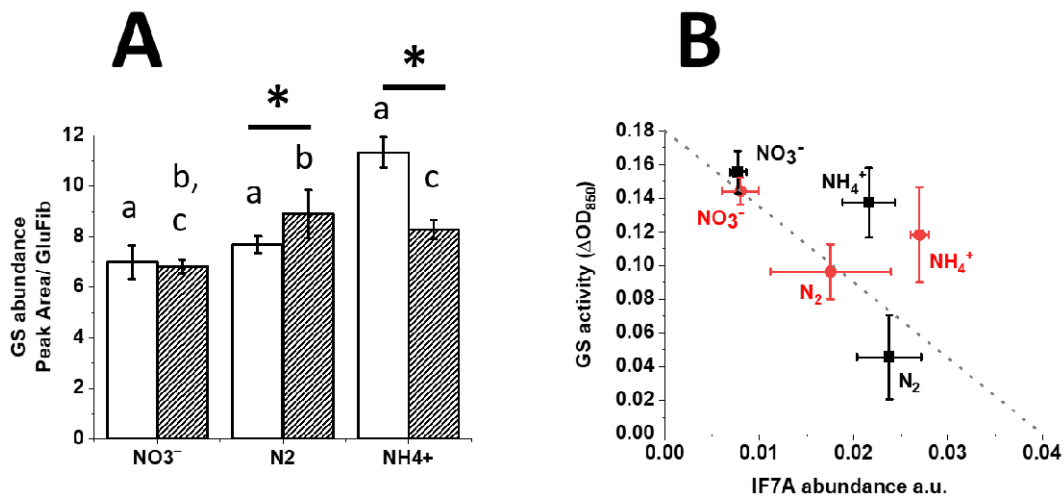 A
*
*
a
b
a
b,
c
a
c
12
10
8
6
4
2
0
GS abundance
Peak Area/ GluFib
NO3⁻
N2
NH4+
B
0.18
0.16
0.14
0.12
0.10
0.08
0.06
0.04
0.02
0.00
GS activity (ΔOD₈₅₀)
NO₃⁻
NH₄⁺
NO₃⁻
NH₄⁺
N₂
N₂
0.00
0.01
0.02
0.03
0.04
IF7A abundance a.u.